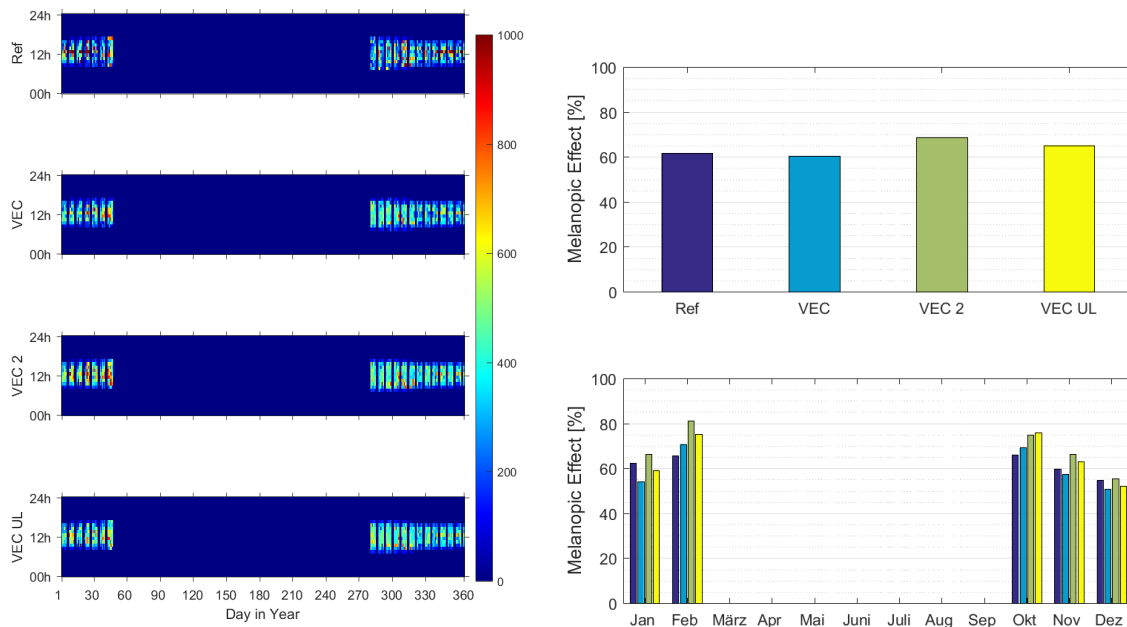 24h
Ref
12h
00h
24h
VEC
12h
00h
24h
VEC 2
12h
00h
24h
VEC UL
12h
00h
1 30 60 90 120 150 180 210 240 270 300 330 360
Day in Year
1000
800
600
400
200
0
Melanopic Effect [%]
100
80
60
40
20
0
Ref VEC VEC 2 VEC UL
Melanopic Effect [%]
100
80
60
40
20
0
Jan Feb März Apr Mai Juni Juli Aug Sep Okt Nov Dez